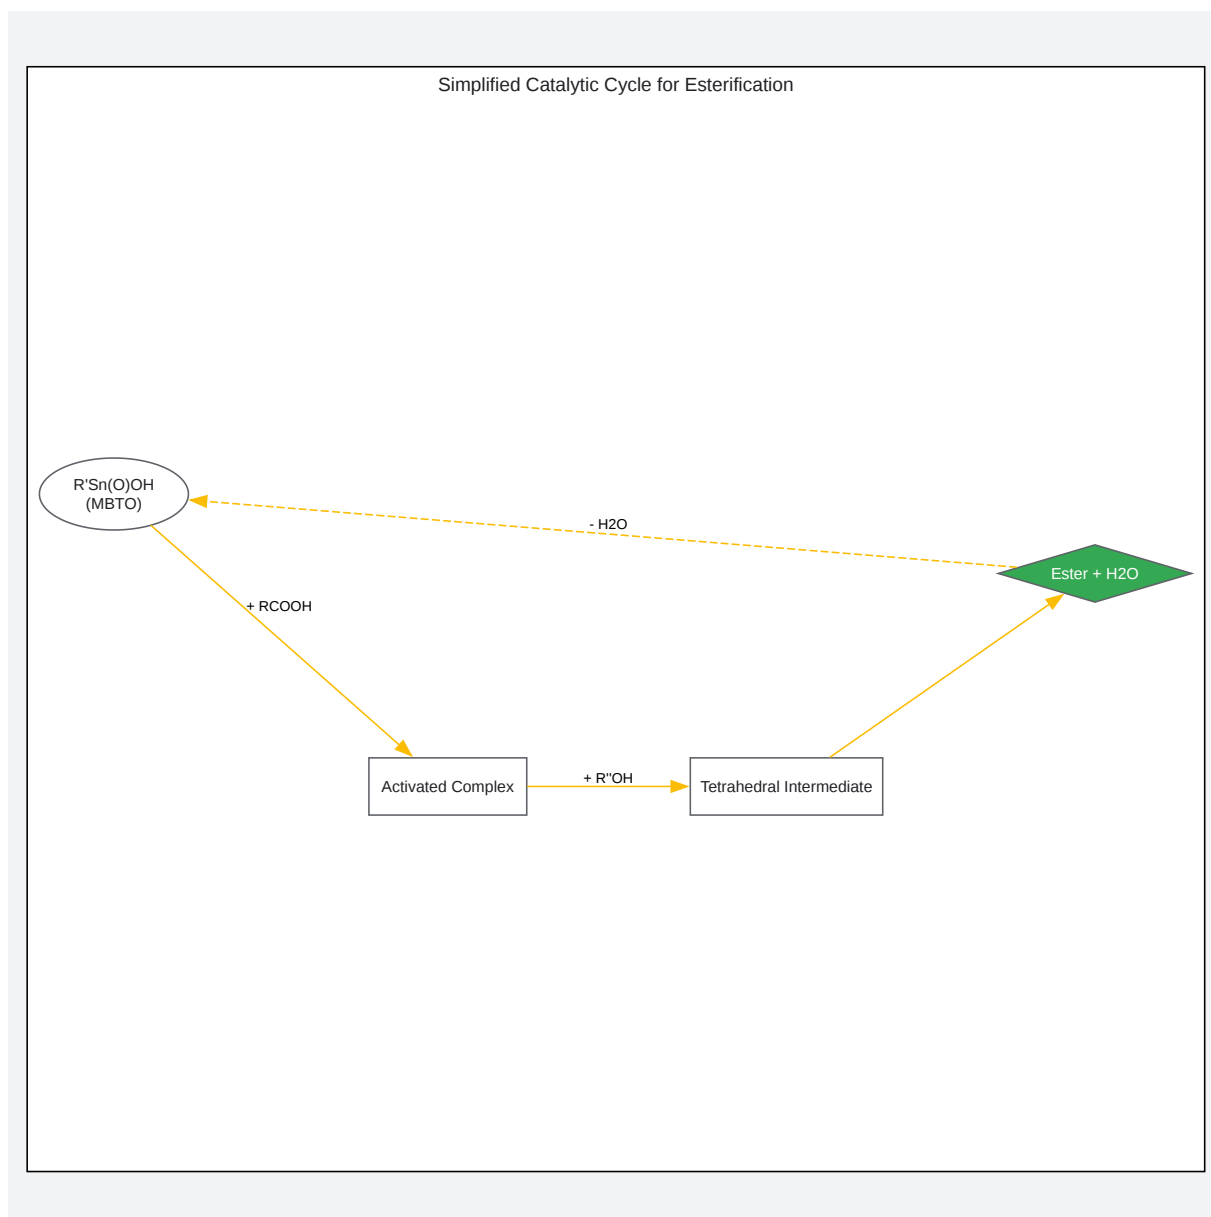 Simplified Catalytic Cycle for Esterification
R'Sn(O)OH
(MBTO)
- H2O
Ester + H2O
+ RCOOH
Activated Complex
+ R''OH
Tetrahedral Intermediate